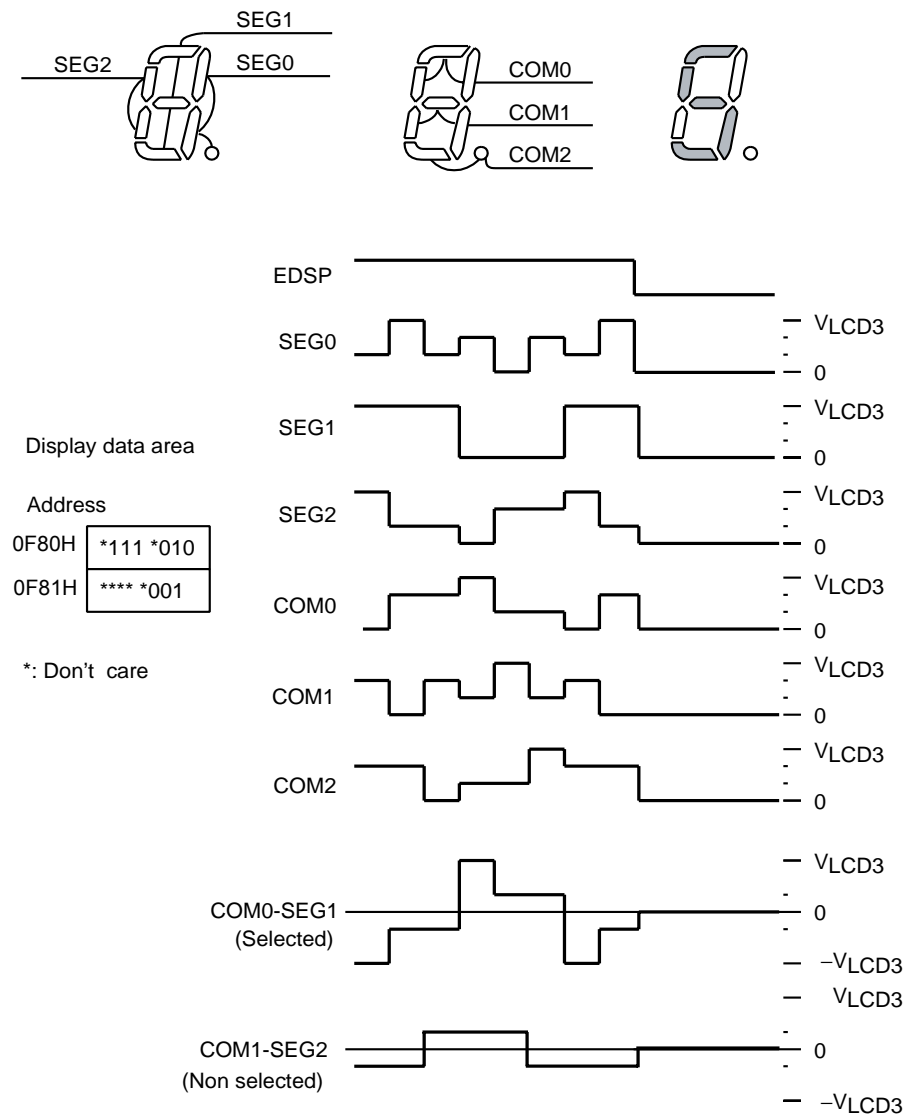 SEG1
SEG2 SEG0
COM0
COM1
COM2
EDSP
SEG0 VLCD3
0
SEG1 VLCD3
0
Display data area
SEG2 VLCD3
0
Address
0F80H *111 *010
0F81H **** *001
COM0 VLCD3
0
*: Don't care
COM1 VLCD3
0
COM2 VLCD3
0
COM0-SEG1
(Selected)
VLCD3
0
−VLCD3
COM1-SEG2
(Non selected)
VLCD3
0
−VLCD3